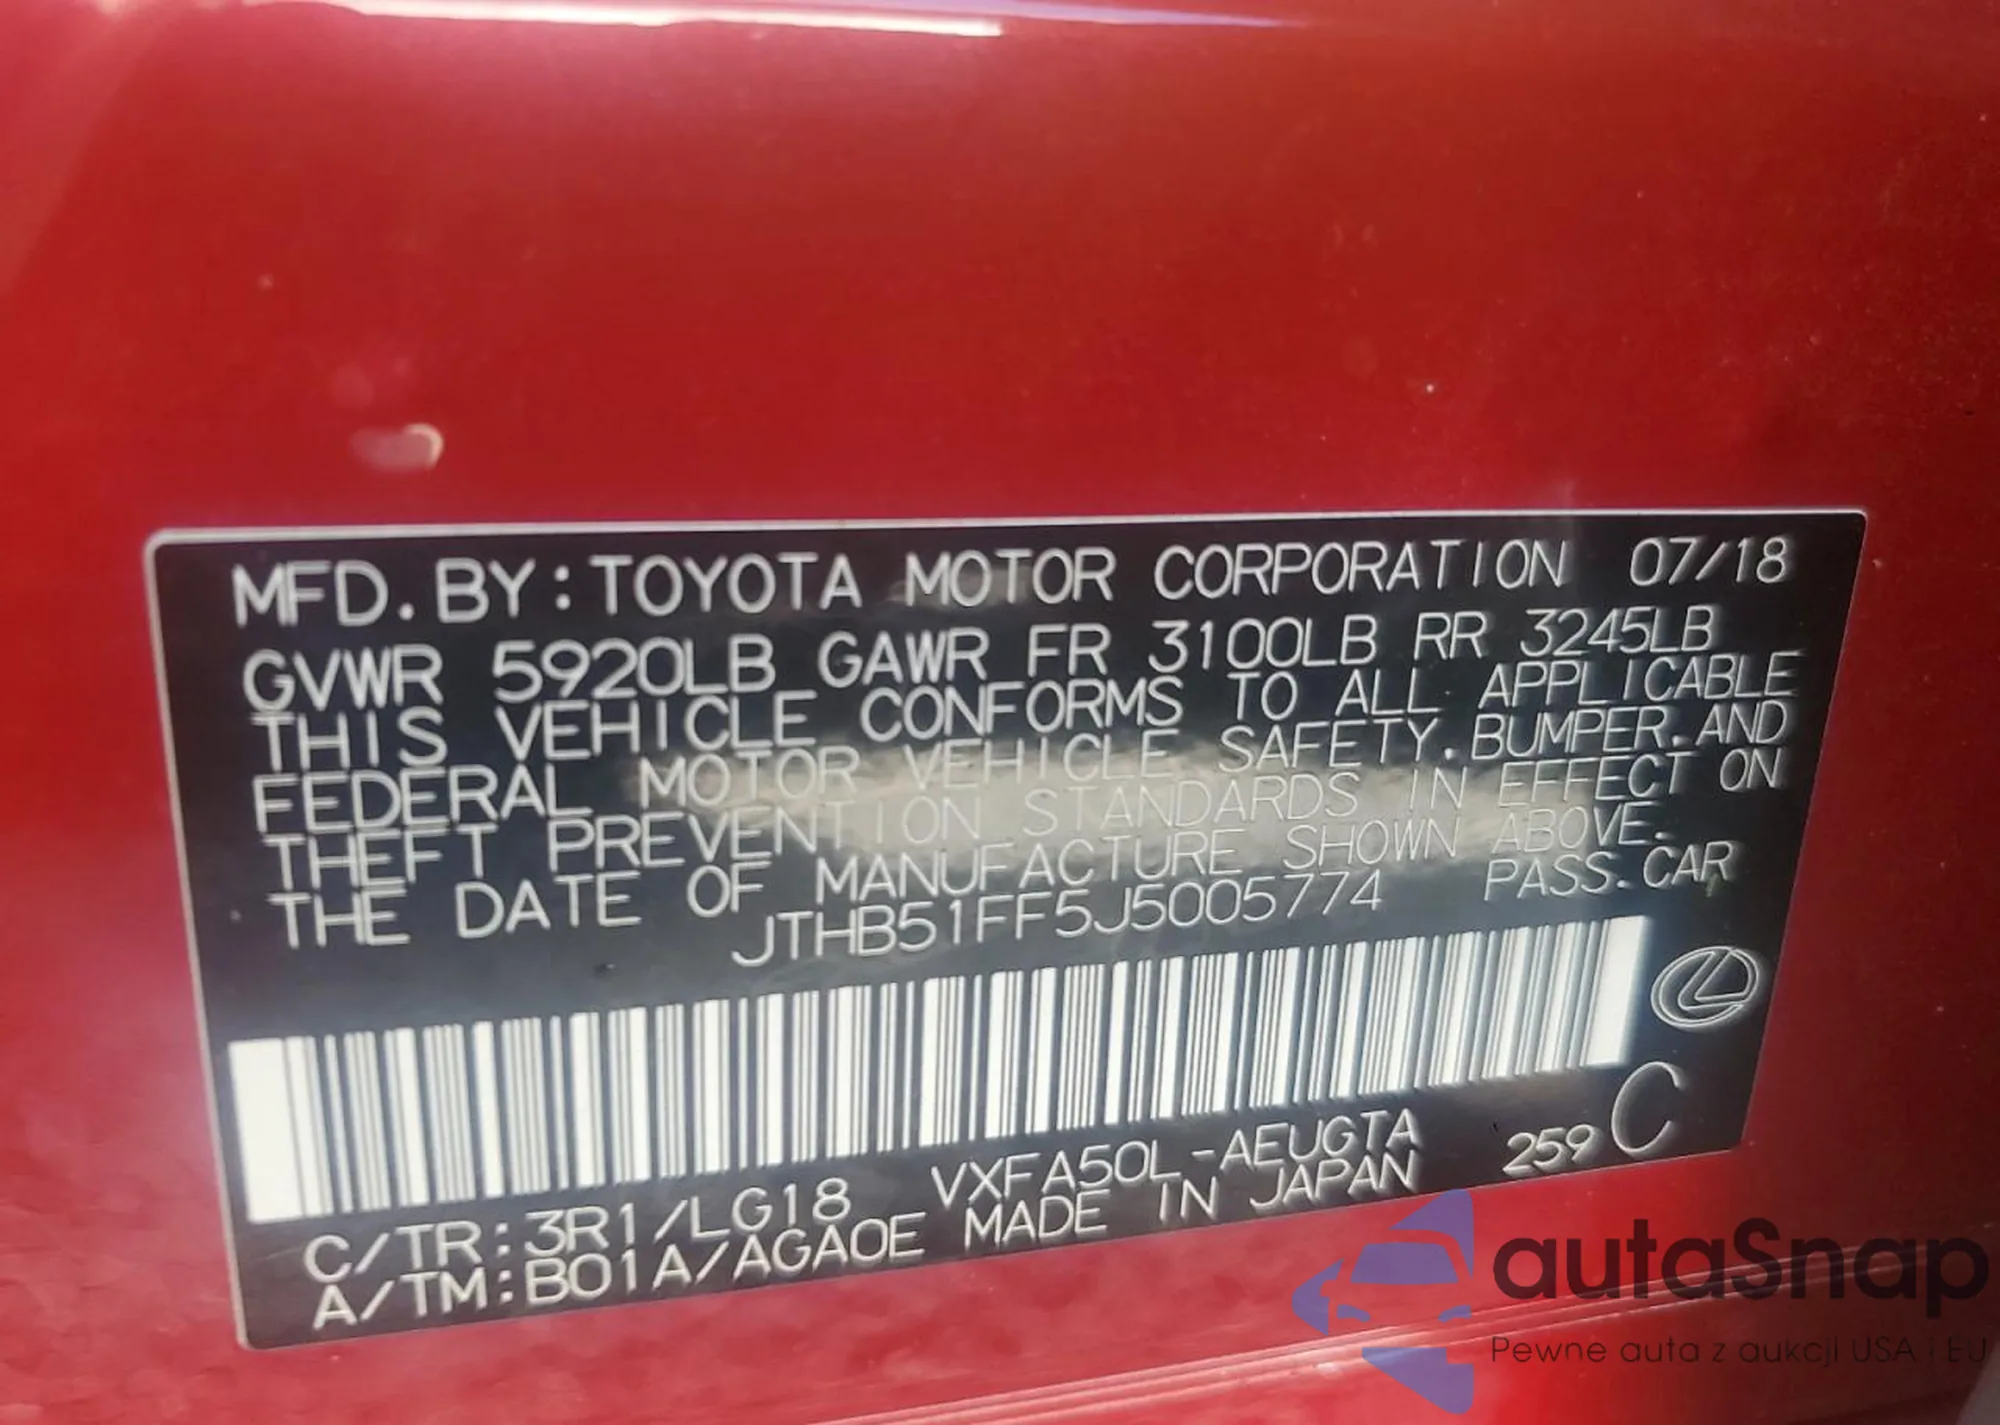 MFD. BY: TOYOTA MOTOR CORPORATION 07/18
GVWR 5920LB GAWR FR 3100LB RR 3245LB
THIS VEHICLE CONFORMS TO ALL APPLICABLE
FEDERAL MOTOR VEHICLE SAFETY, BUMPER, AND
THEFT PREVENTION STANDARDS IN EFFECT ON
THE DATE OF MANUFACTURE SHOWN ABOVE.
JTHB51FF5J5005774 PASS. CAR
259 C
C/TR: 3R1/LG18 VXFA50L-AEUGTA
A/TM: B01A/AGA0E MADE IN JAPAN
autaSnap
Pewne auta z aukcji USA i EU